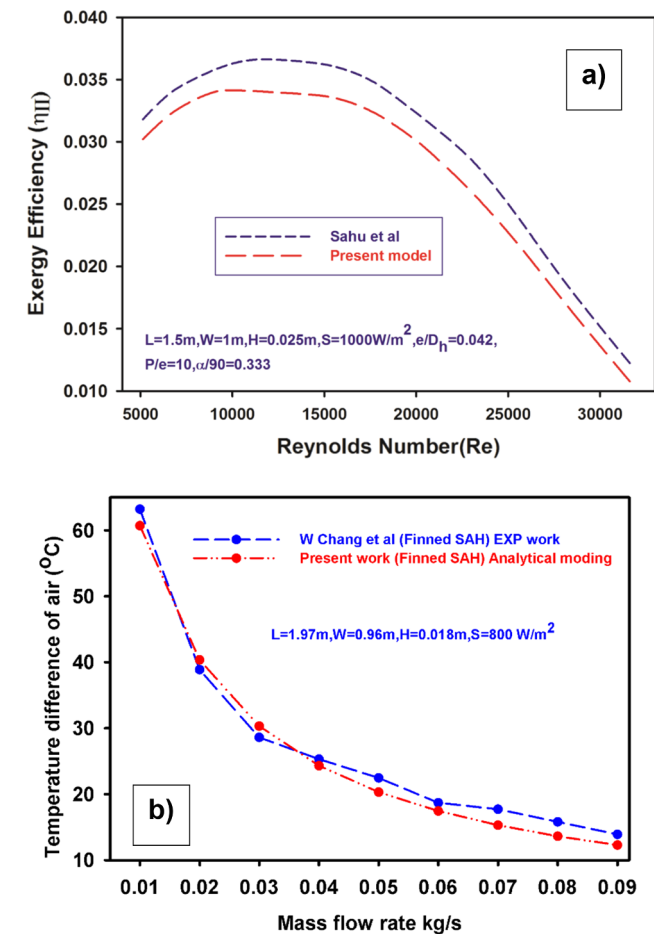 a)
Exergy Efficiency (ηII)
0.040
0.035
0.030
0.025
0.020
0.015
0.010
Sahu et al
Present model
L=1.5m,W=1m,H=0.025m,S=1000W/m²,e/Dₕ=0.042,
P/e=10,α/90=0.333
5000 10000 15000 20000 25000 30000
Reynolds Number(Re)
b)
Temperature difference of air (⁰C)
60
50
40
30
20
10
W Chang et al (Finned SAH) EXP work
Present work (Finned SAH) Analytical moding
L=1.97m,W=0.96m,H=0.018m,S=800 W/m²
0.01 0.02 0.03 0.04 0.05 0.06 0.07 0.08 0.09
Mass flow rate kg/s